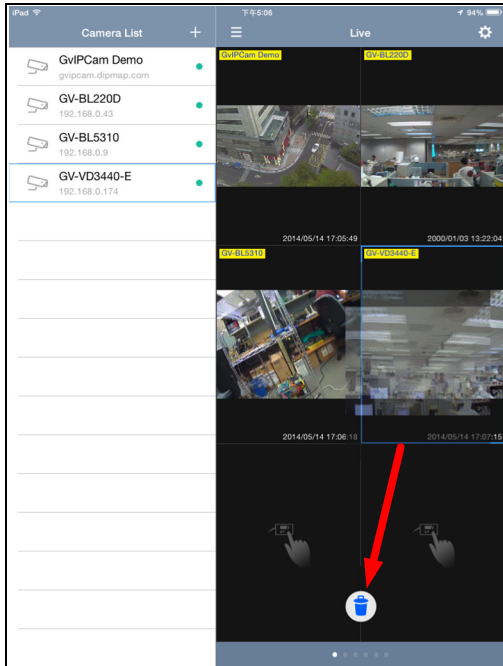 iPad 下午5:06 94%
Camera List + Live
GvIPCam Demo
gvipcam.dipmap.com
GV-BL220D
192.168.0.43
GV-BL5310
192.168.0.9
GV-VD3440-E
192.168.0.174
GvIPCam Demo GV-BL220D
2014/05/14 17:05:49 2000/01/03 13:22:04
GV-BL5310 GV-VD3440-E
2014/05/14 17:06:18 2014/05/14 17:07:15